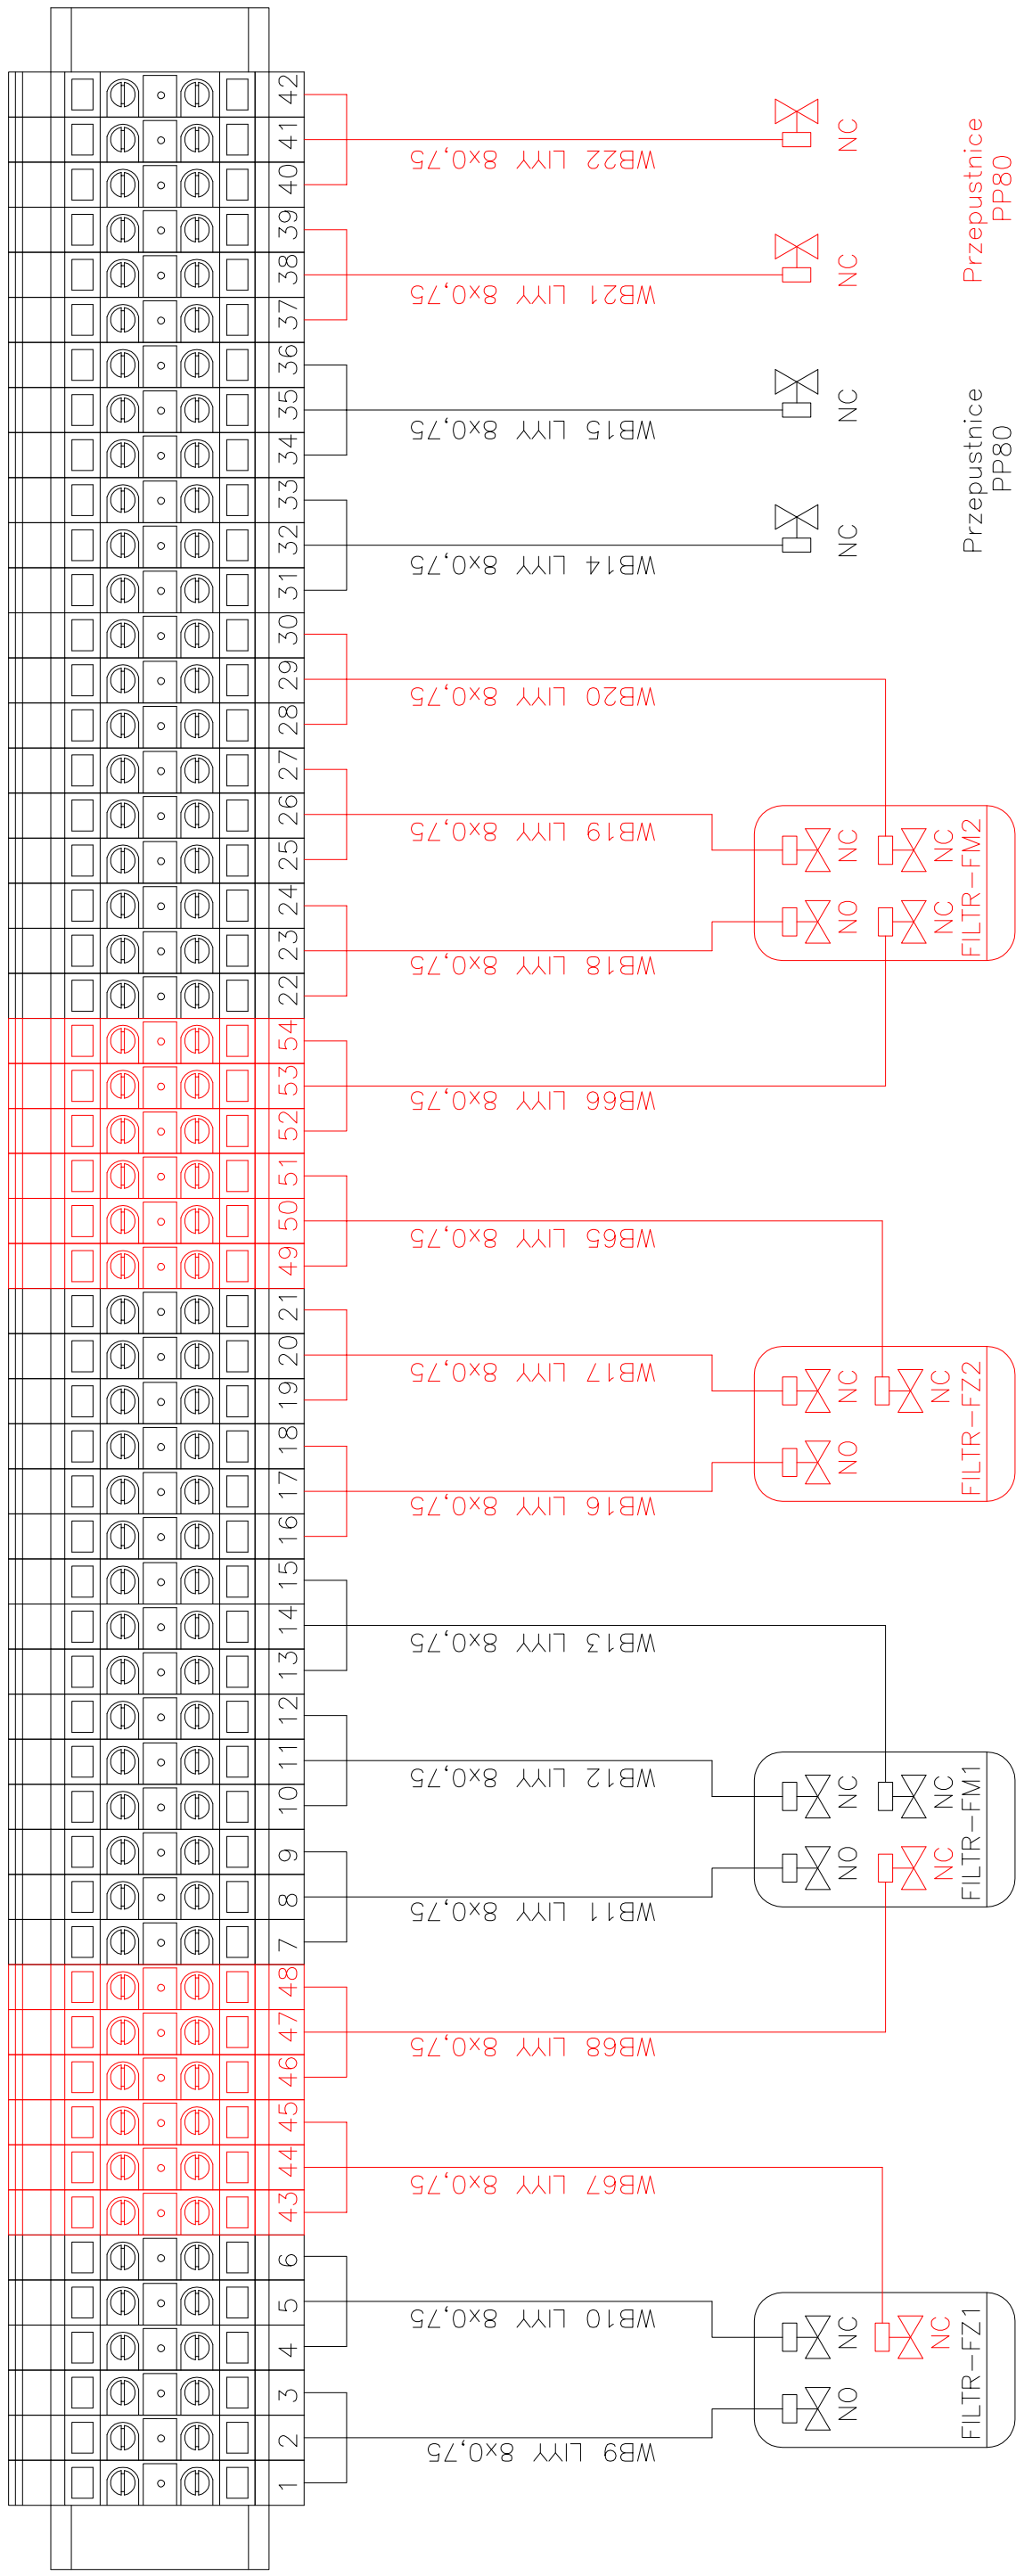 1 2 3 4 5 6 43 44 45 46 47 48 7 8 9 10 11 12 13 14 15 16 17 18 19 20 21 49 50 51 52 53 54 22 23 24 25 26 27 28 29 30 31 32 33 34 35 36 37 38 39 40 41 42
WB9 LIYY 8x0,75
WB10 LIYY 8x0,75
WB67 LIYY 8x0,75
WB68 LIYY 8x0,75
WB11 LIYY 8x0,75
WB12 LIYY 8x0,75
WB13 LIYY 8x0,75
WB16 LIYY 8x0,75
WB17 LIYY 8x0,75
WB65 LIYY 8x0,75
WB66 LIYY 8x0,75
WB18 LIYY 8x0,75
WB19 LIYY 8x0,75
WB20 LIYY 8x0,75
WB14 LIYY 8x0,75
WB15 LIYY 8x0,75
WB21 LIYY 8x0,75
WB22 LIYY 8x0,75
NO NC
NC
FILTR-FZ1
NO NC
NC NC
FILTR-FM1
NO NC
NC
FILTR-FZ2
NO NC
NC NC
FILTR-FM2
NC
NC
Przepustnice
PP80
NC
NC
Przepustnice
PP80